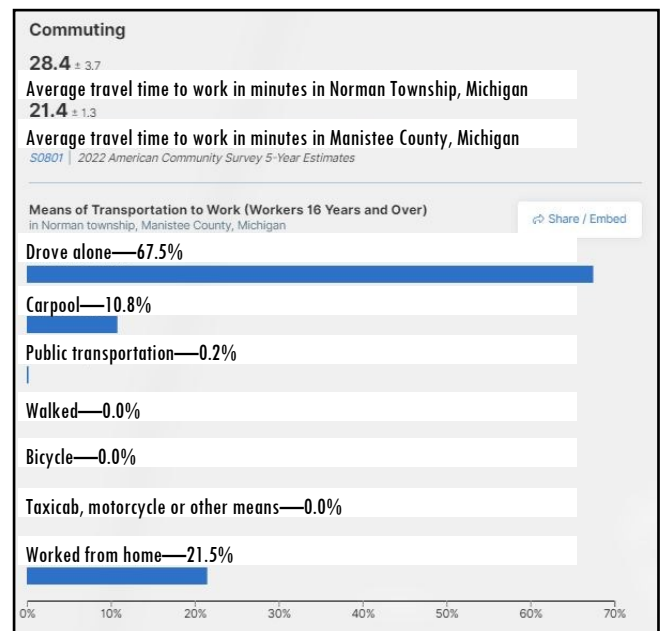 Commuting
28.4 ± 3.7
Average travel time to work in minutes in Norman Township, Michigan
21.4 ± 1.3
Average travel time to work in minutes in Manistee County, Michigan
S0801 | 2022 American Community Survey 5-Year Estimates
Means of Transportation to Work (Workers 16 Years and Over)
in Norman township, Manistee County, Michigan
Share / Embed
Drove alone—67.5%
Carpool—10.8%
Public transportation—0.2%
Walked—0.0%
Bicycle—0.0%
Taxicab, motorcycle or other means—0.0%
Worked from home—21.5%
0% 10% 20% 30% 40% 50% 60% 70%